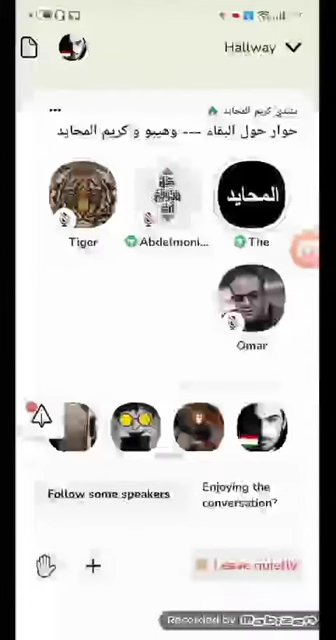 Hallway
منتدى كريم المحايد
حوار حول البقاء --- وهيبو و كريم المحايد
المحايد
Tiger
Abdelmoni...
The
Omar
Follow some speakers
Enjoying the
conversation?
Leave quietly
Recorded by